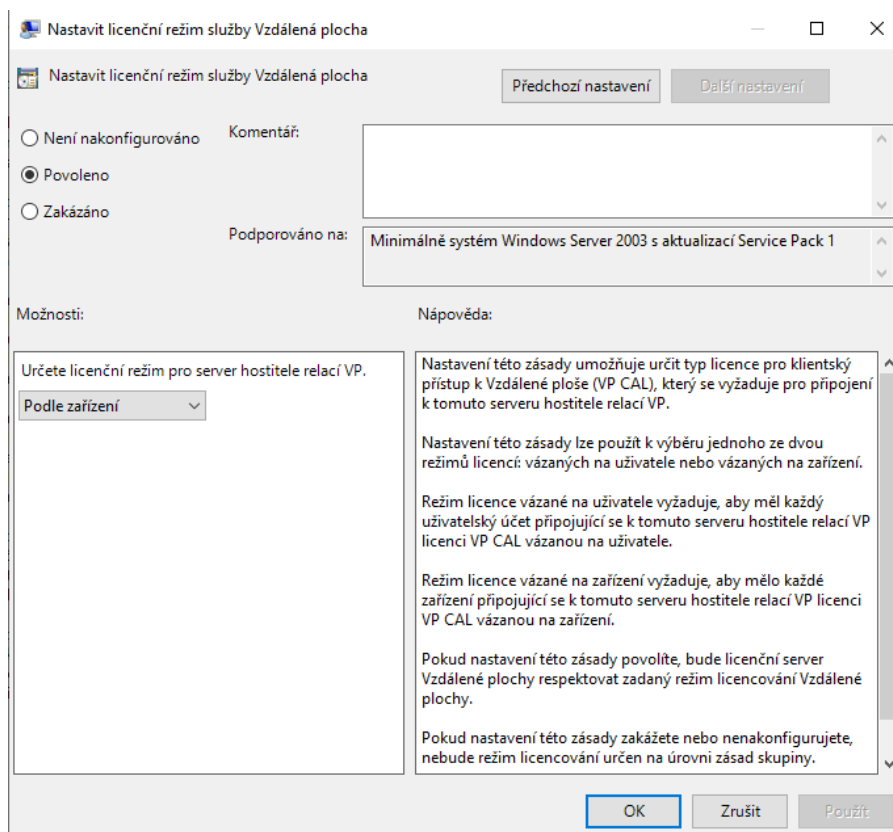 Nastavit licenční režim služby Vzdálená plocha
Nastavit licenční režim služby Vzdálená plocha
Předchozí nastavení
Další nastavení
Není nakonfigurováno
Komentář:
Povoleno
Zakázáno
Podporováno na:
Minimálně systém Windows Server 2003 s aktualizací Service Pack 1
Možnosti:
Nápověda:
Určete licenční režim pro server hostitele relací VP.
Podle zařízení
Nastavení této zásady umožňuje určit typ licence pro klientský
přístup k Vzdálené ploše (VP CAL), který se vyžaduje pro připojení
k tomuto serveru hostitele relací VP.
Nastavení této zásady lze použít k výběru jednoho ze dvou
režimů licencí: vázaných na uživatele nebo vázaných na zařízení.
Režim licence vázané na uživatele vyžaduje, aby měl každý
uživatelský účet připojující se k tomuto serveru hostitele relací VP
licenci VP CAL vázanou na uživatele.
Režim licence vázané na zařízení vyžaduje, aby mělo každé
zařízení připojující se k tomuto serveru hostitele relací VP licenci
VP CAL vázanou na zařízení.
Pokud nastavení této zásady povolíte, bude licenční server
Vzdálené plochy respektovat zadaný režim licencování Vzdálené
plochy.
Pokud nastavení této zásady zakážete nebo nenakonfigurujete,
nebude režim licencování určen na úrovni zásad skupiny.
OK
Zrušit
Použít